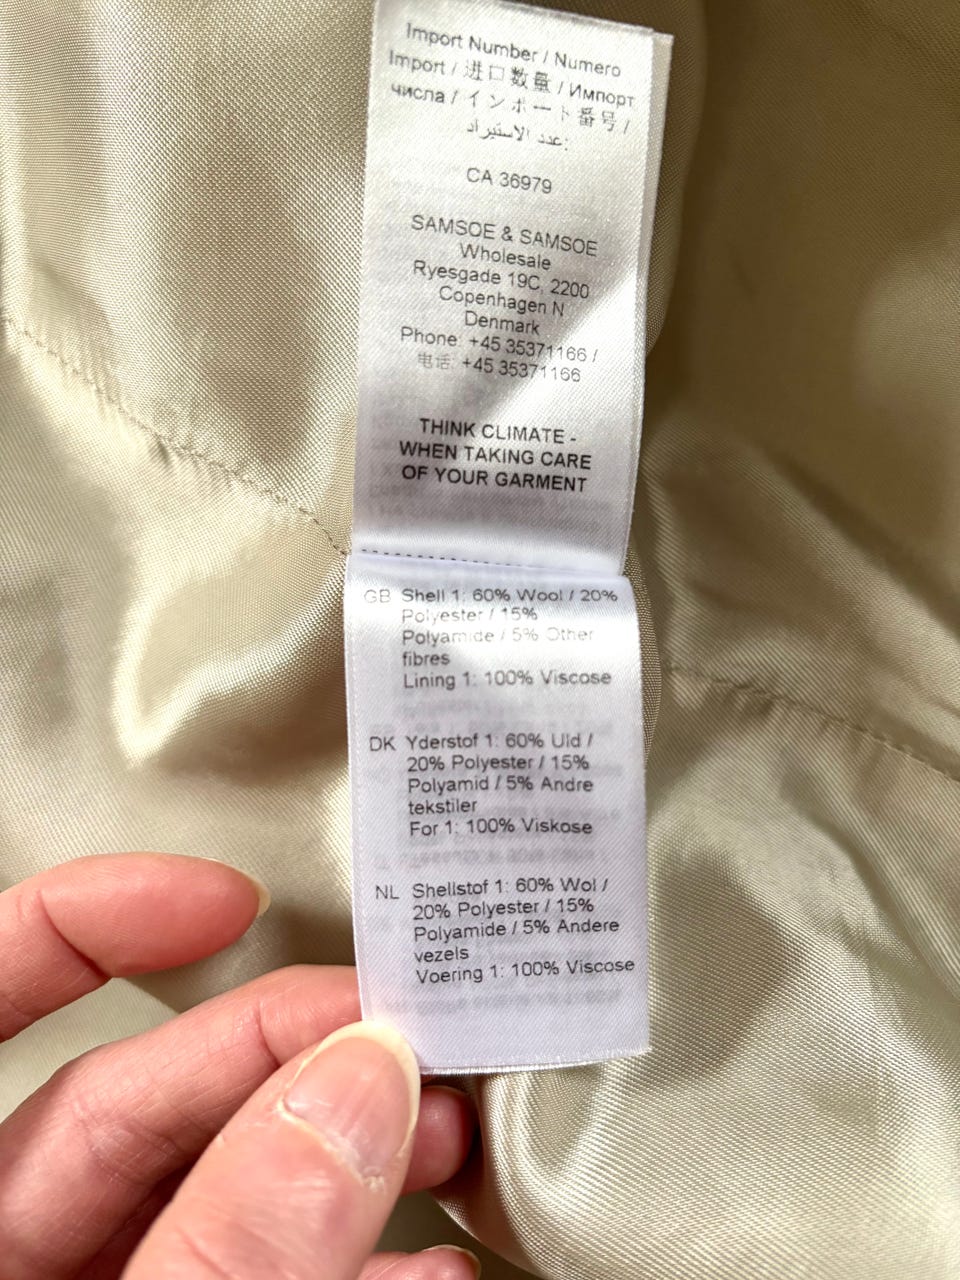 Import Number / Numero
Import / 进口数量 / Импорт
числа / インポート番号 /
عدد الاستيراد:
CA 36979
SAMSOE & SAMSOE
Wholesale
Ryesgade 19C, 2200
Copenhagen N
Denmark
Phone: +45 35371166 /
电话: +45 35371166
THINK CLIMATE -
WHEN TAKING CARE
OF YOUR GARMENT
GB Shell 1: 60% Wool / 20%
Polyester / 15%
Polyamide / 5% Other
fibres
Lining 1: 100% Viscose
DK Yderstof 1: 60% Uld /
20% Polyester / 15%
Polyamid / 5% Andre
tekstiler
For 1: 100% Viskose
NL Shellstof 1: 60% Wol /
20% Polyester / 15%
Polyamide / 5% Andere
vezels
Voering 1: 100% Viscose